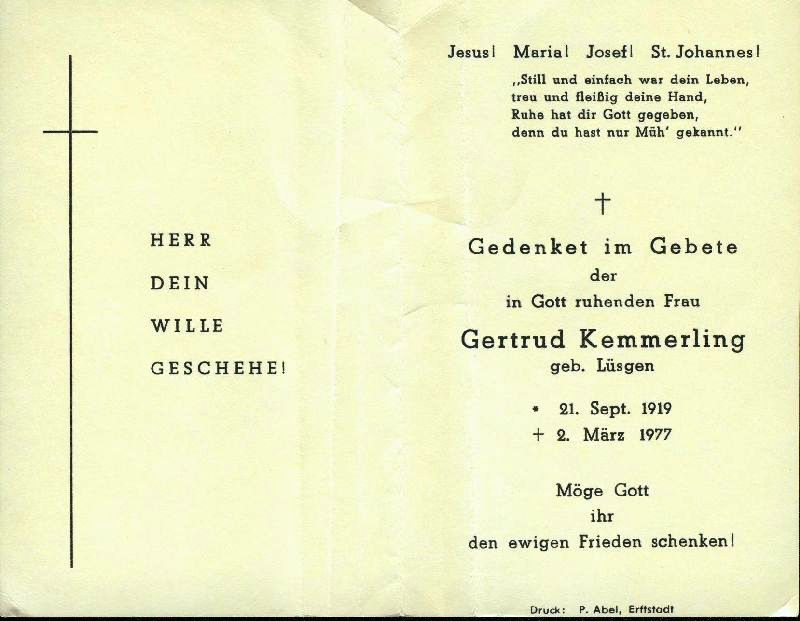 HERR
DEIN
WILLE
GESCHEHE!
Jesus! Maria! Josef! St. Johannes!
„Still und einfach war dein Leben,
treu und fleißig deine Hand,
Ruhe hat dir Gott gegeben,
denn du hast nur Müh' gekannt.“
†
Gedenket im Gebete
der
in Gott ruhenden Frau
Gertrud Kemmerling
geb. Lüsgen
* 21. Sept. 1919
† 2. März 1977
Möge Gott
ihr
den ewigen Frieden schenken!
Druck: P. Abel, Erftstadt